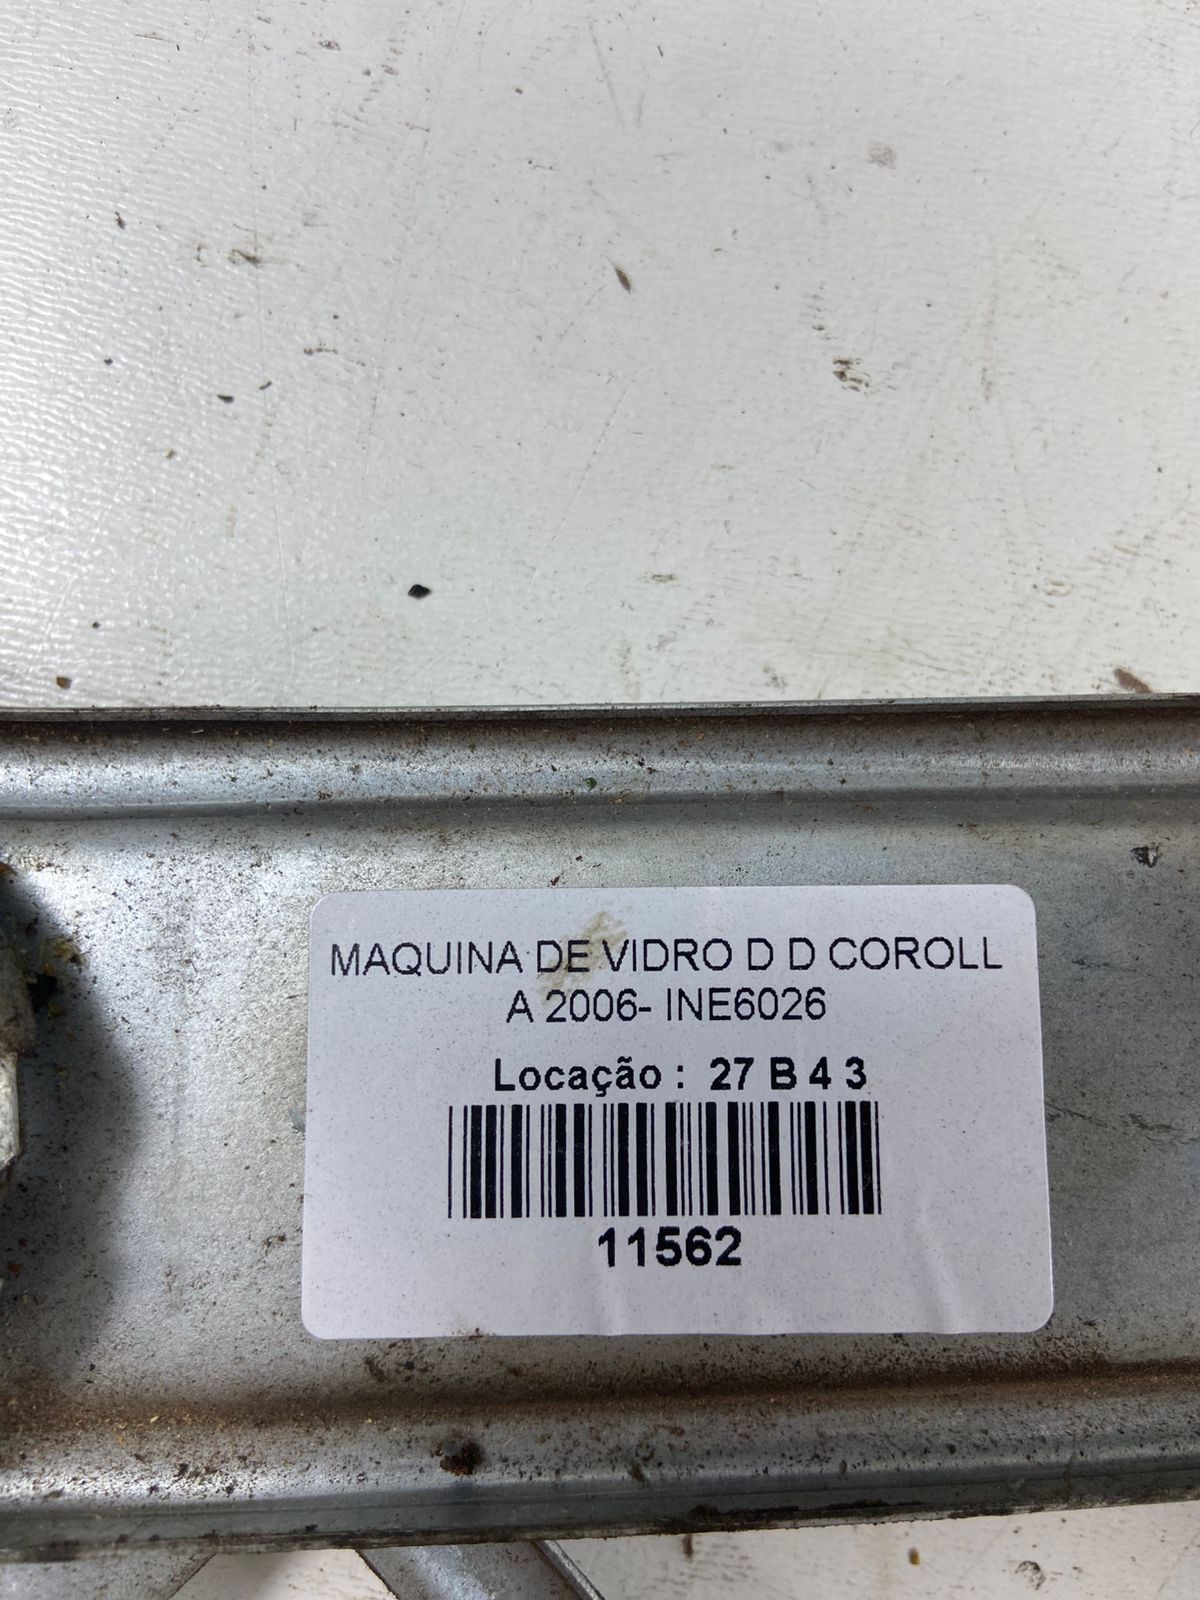 MAQUINA DE VIDRO D D COROLL
A 2006- INE6026
Locação : 27 B 4 3
11562